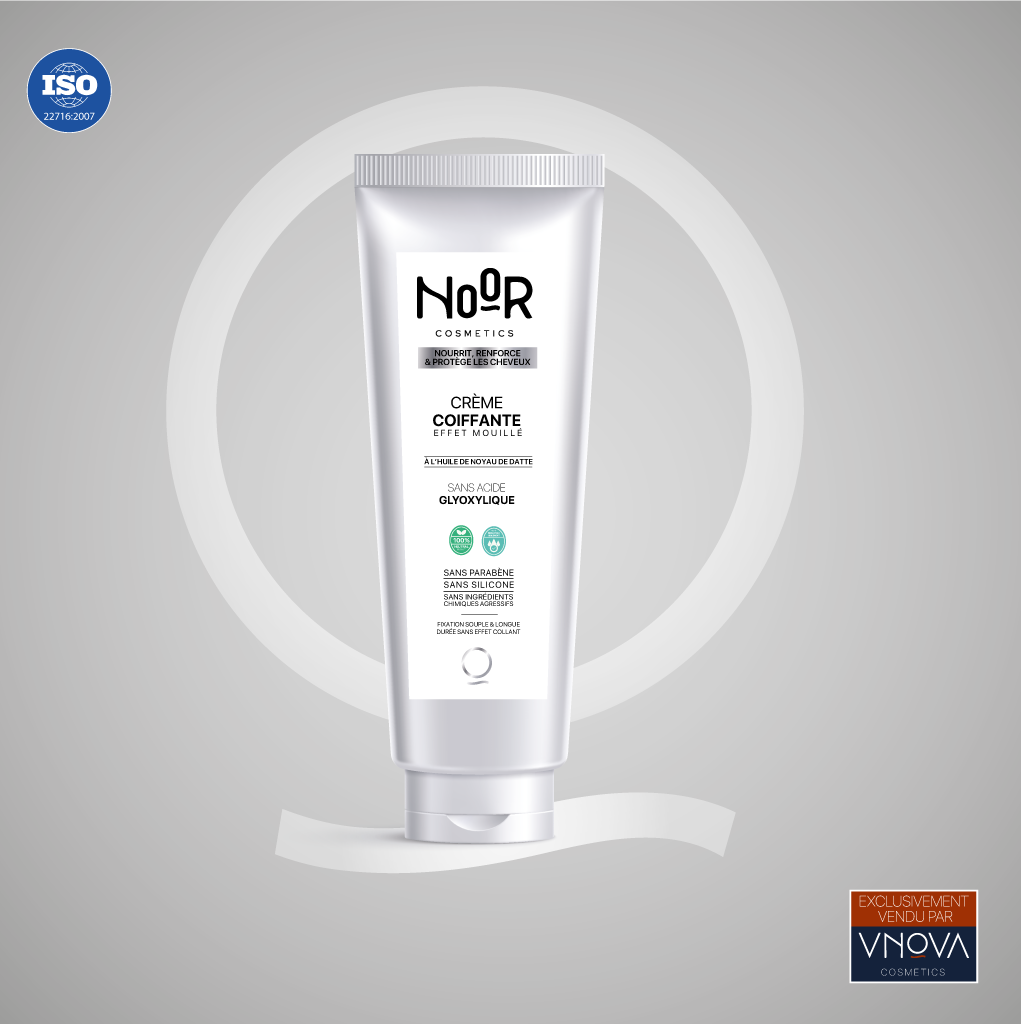 ISO
22716:2007
NOOR
COSMETICS
NOURRIT, RENFORCE
& PROTÈGE LES CHEVEUX
CRÈME
COIFFANTE
EFFET MOUILLÉ
À L'HUILE DE NOYAU DE DATTE
SANS ACIDE
GLYOXYLIQUE
100%
SANS PARABÈNE
SANS SILICONE
SANS INGRÉDIENTS
CHIMIQUES AGRESSIFS
FIXATION SOUPLE & LONGUE
DURÉE SANS EFFET COLLANT
EXCLUSIVEMENT
VENDU PAR
VNOVA
COSMETICS